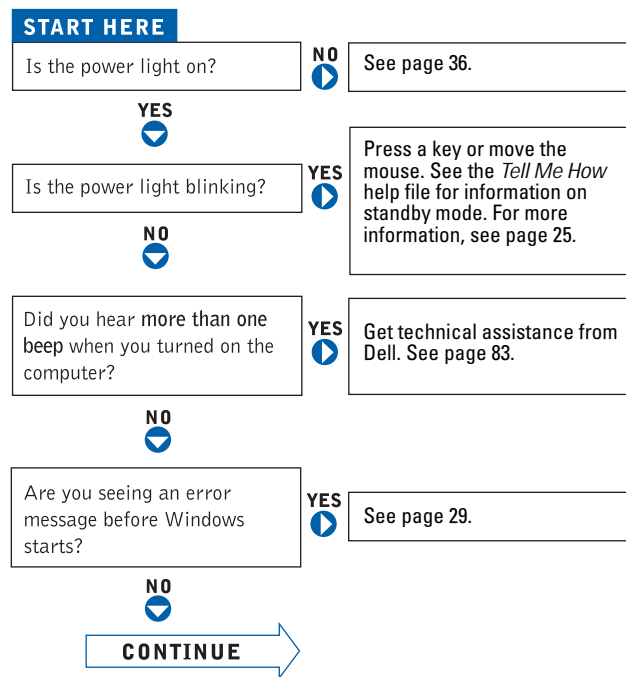 START HERE
Is the power light on?
NO
See page 36.
YES
Is the power light blinking?
YES
Press a key or move the
mouse. See the Tell Me How
help file for information on
standby mode. For more
information, see page 25.
NO
Did you hear more than one
beep when you turned on the
computer?
YES
Get technical assistance from
Dell. See page 83.
NO
Are you seeing an error
message before Windows
starts?
YES
See page 29.
NO
CONTINUE